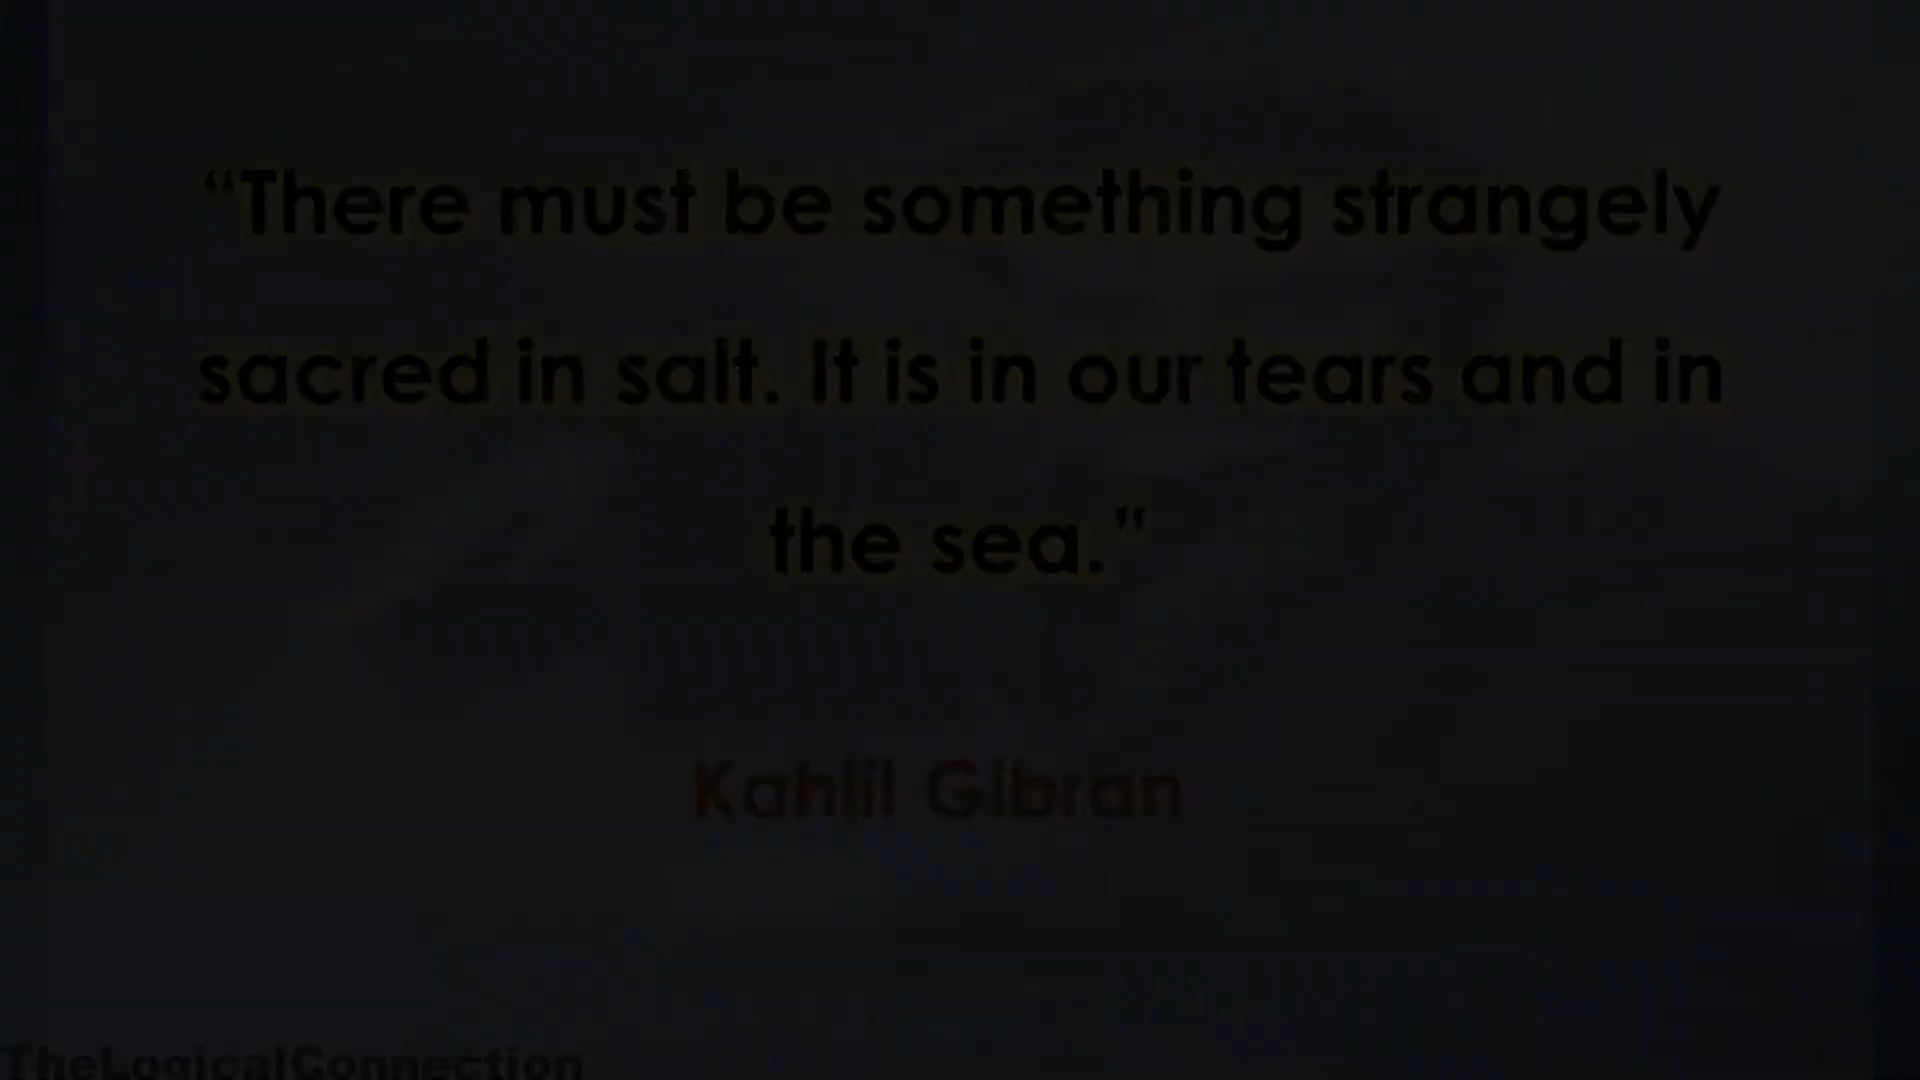 “There must be something strangely
sacred in salt. It is in our tears and in
the sea.”
Kahlil Gibran
TheLogicalConnection